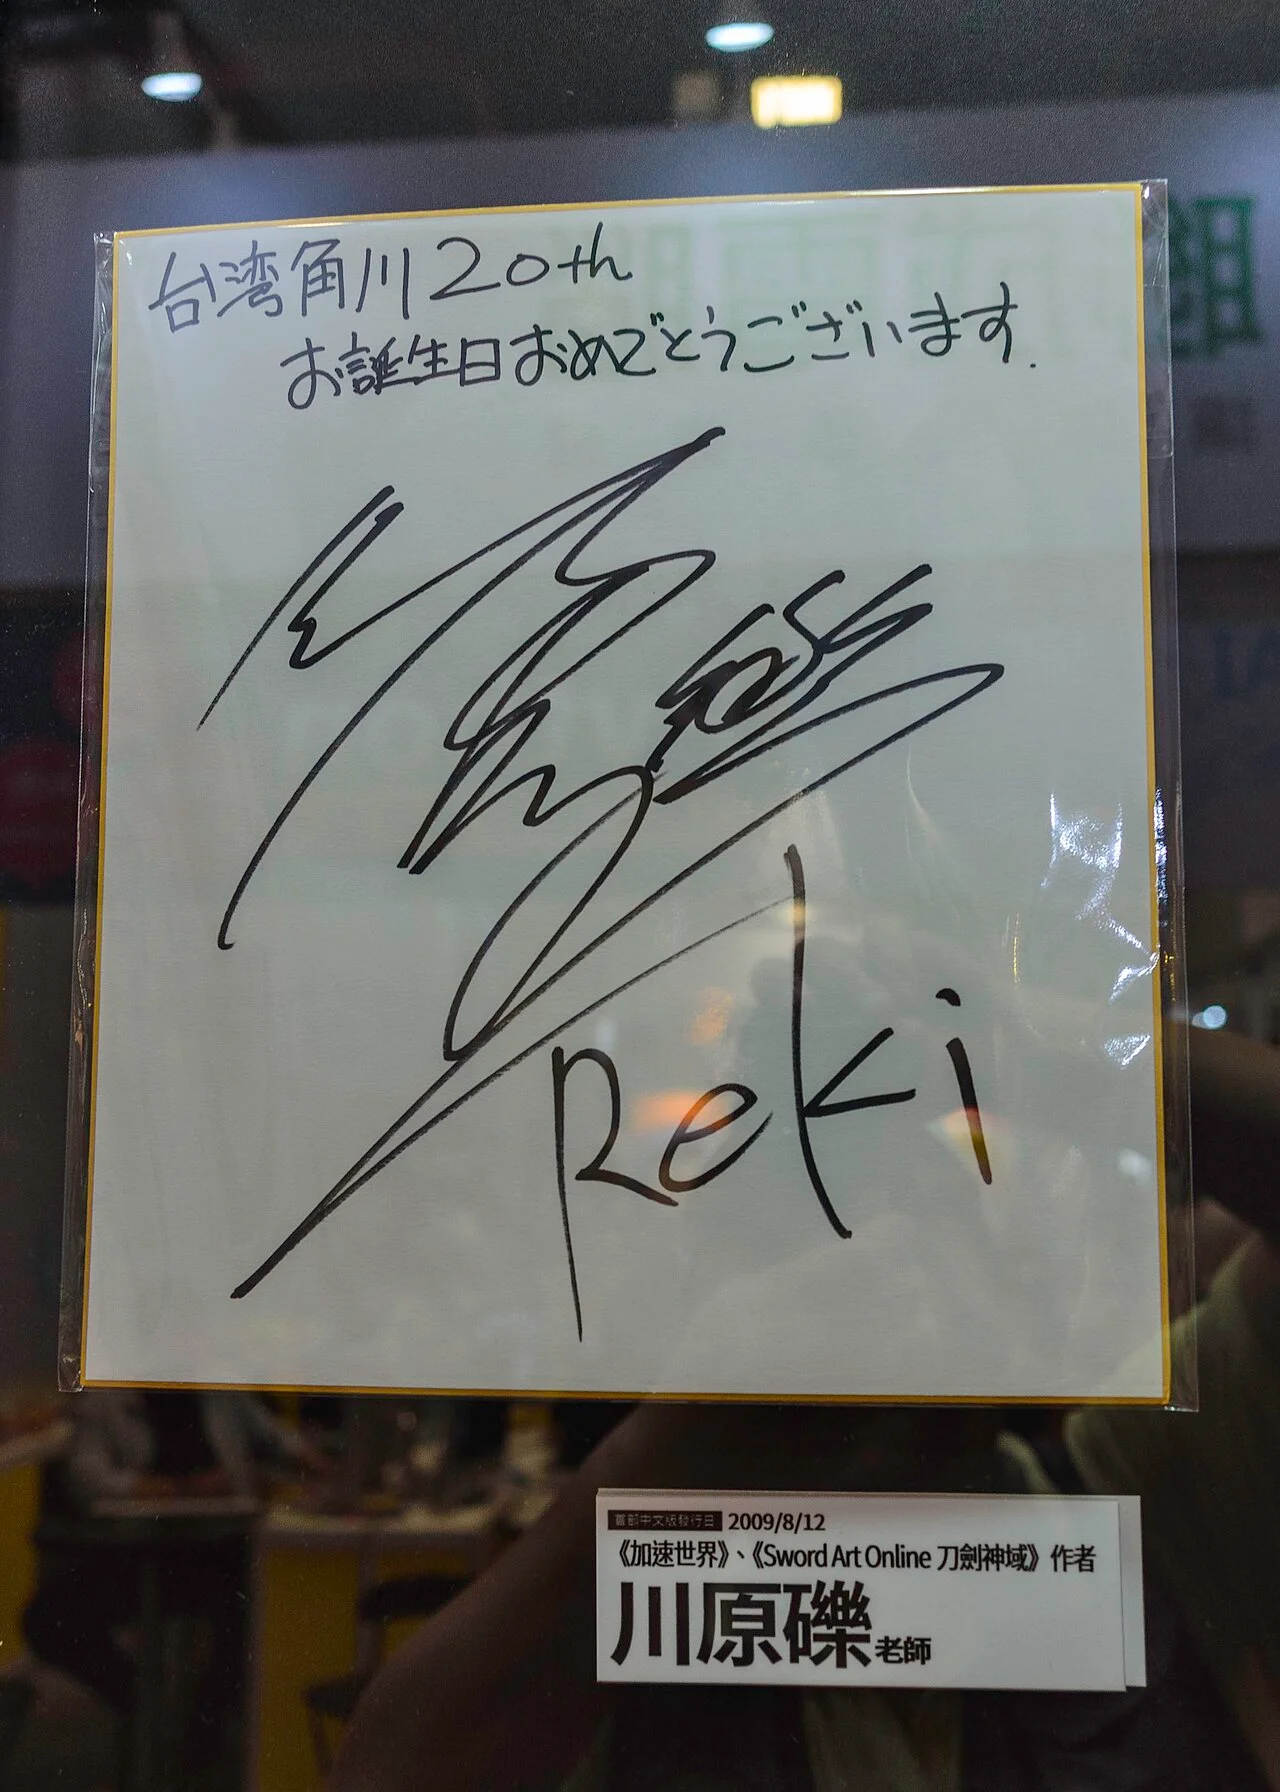 台湾角川20th
お誕生日おめでとうございます.
Reki
首部中文版發行日 2009/8/12
《加速世界》、《Sword Art Online 刀劍神域》作者
川原礫老師